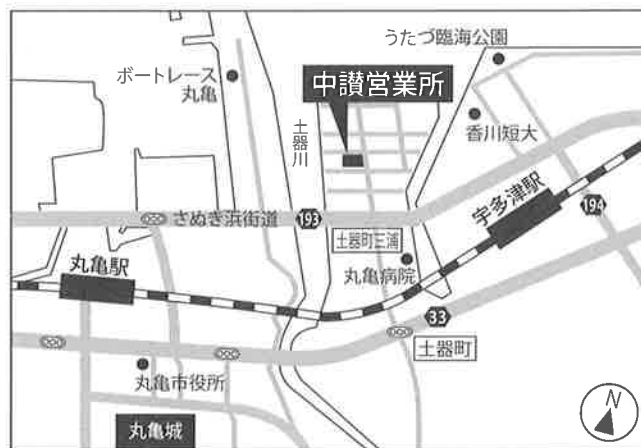 うたづ臨海公園
ボートレース
丸亀
中讃営業所
香川短大
土器川
宇多津駅
194
さぬき浜街道
193
土器町三浦
丸亀駅
丸亀病院
33
土器町
丸亀市役所
丸亀城
N